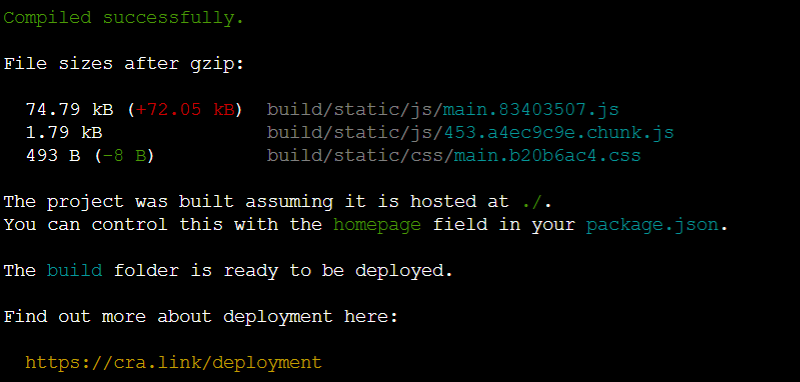 Compiled successfully.
File sizes after gzip:
74.79 kB (+72.05 kB) build/static/js/main.83403507.js
1.79 kB build/static/js/453.a4ec9c9e.chunk.js
493 B (-8 B) build/static/css/main.b20b6ac4.css
The project was built assuming it is hosted at ./.
You can control this with the homepage field in your package.json.
The build folder is ready to be deployed.
Find out more about deployment here:
https://cra.link/deployment